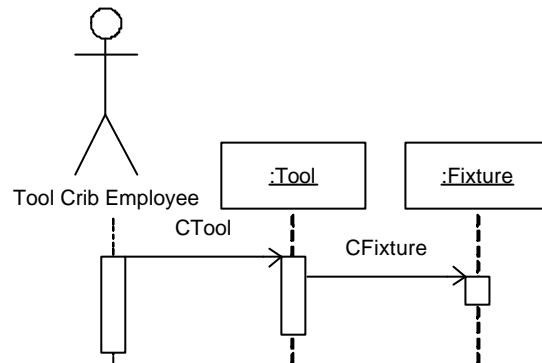 :Tool
:Fixture
Tool Crib Employee
CTool
CFixture